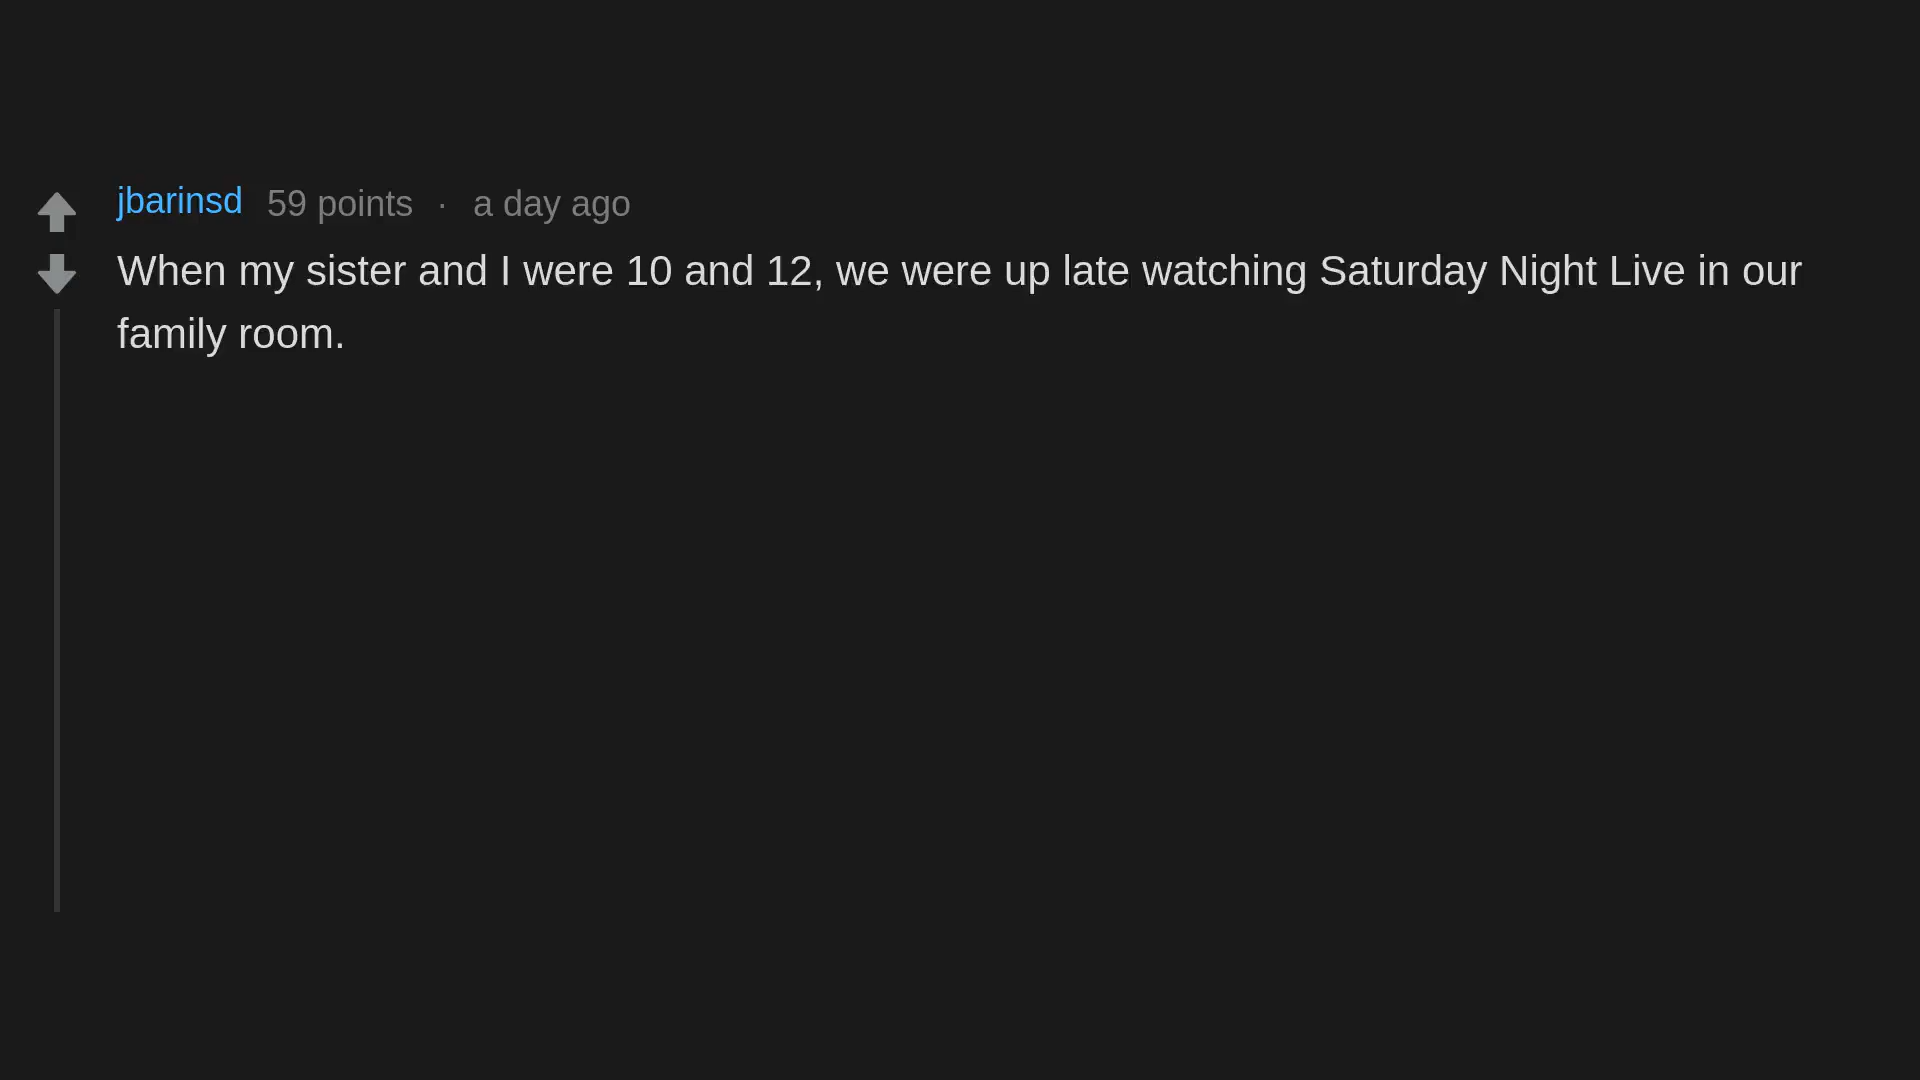 jbarinsd 59 points · a day ago
When my sister and I were 10 and 12, we were up late watching Saturday Night Live in our
family room.